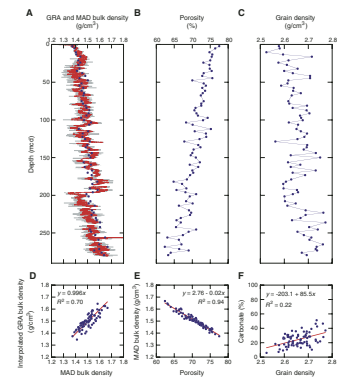 A GRA and MAD bulk density
(g/cm³)
1.2 1.3 1.4 1.5 1.6 1.7 1.8
B Porosity
(%)
60 65 70 75 80
C Grain density
(g/cm³)
2.5 2.6 2.7 2.8
Depth (mcd)
0
50
100
150
200
250
D
y = 0.996x
R² = 0.70
Interpolated GRA bulk density
(g/cm³)
1.8
1.7
1.6
1.5
1.4
1.3
1.2
1.2 1.3 1.4 1.5 1.6 1.7 1.8
MAD bulk density
E
y = 2.76 - 0.02x
R² = 0.94
MAD bulk density
(g/cm³)
1.8
1.7
1.6
1.5
1.4
1.3
1.2
60 65 70 75 80
Porosity
F
y = -203.1 + 85.5x
R² = 0.22
Carbonate (%)
100
80
60
40
20
0
2.5 2.6 2.7 2.8
Grain density